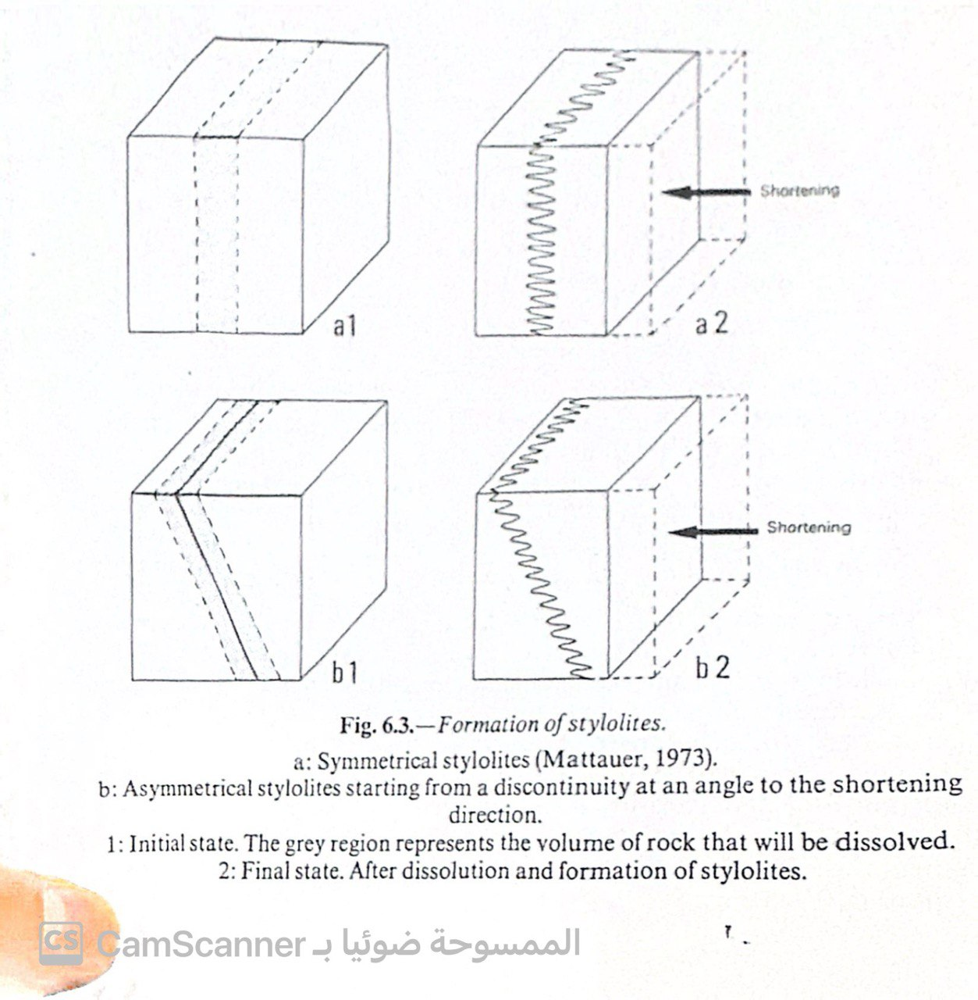 a1
a2
Shortening
b1
b2
Shortening
Fig. 6.3.—Formation of stylolites.
a: Symmetrical stylolites (Mattauer, 1973).
b: Asymmetrical stylolites starting from a discontinuity at an angle to the shortening
direction.
1: Initial state. The grey region represents the volume of rock that will be dissolved.
2: Final state. After dissolution and formation of stylolites.
CS الممسوحة ضوئيا بـ CamScanner